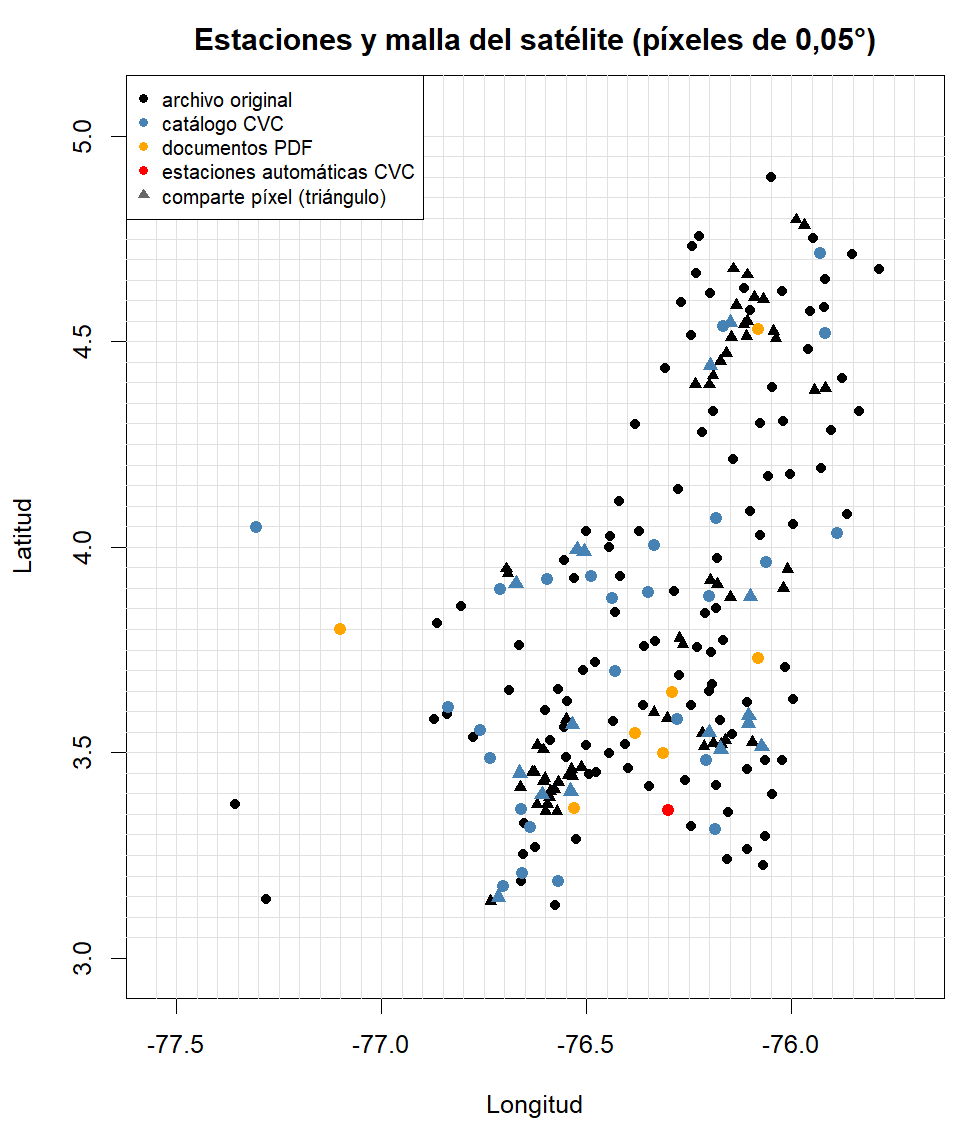 Estaciones y malla del satélite (píxeles de 0,05°)
archivo original
catálogo CVC
documentos PDF
estaciones automáticas CVC
comparte píxel (triángulo)
5.0
4.5
4.0
3.5
3.0
Latitud
-77.5 -77.0 -76.5 -76.0
Longitud